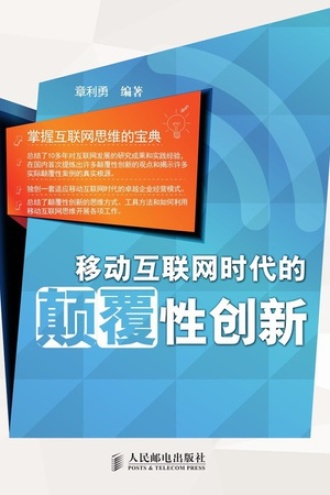 章利勇 编著
掌握互联网思维的宝典
总结了10多年对互联网发展的研究成果和实践经验，
在国内首次提炼出许多颠覆性创新的观点和揭示许多
实际颠覆性案例的真实根源。
独创一套适应移动互联网时代的卓越企业经营模式。
总结了颠覆性创新的思维方式、工具方法和如何利用
移动互联网思维开展各项工作。
移动互联网时代的
颠覆性创新
人民邮电出版社
POSTS & TELECOM PRESS